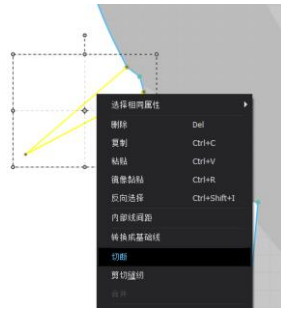 选择相同属性
删除 Del
复制 Ctrl+C
粘贴 Ctrl+V
镜像黏贴 Ctrl+R
反向选择 Ctrl+Shift+I
内部线间距
转换成基础线
切断
剪切缝纫
合并